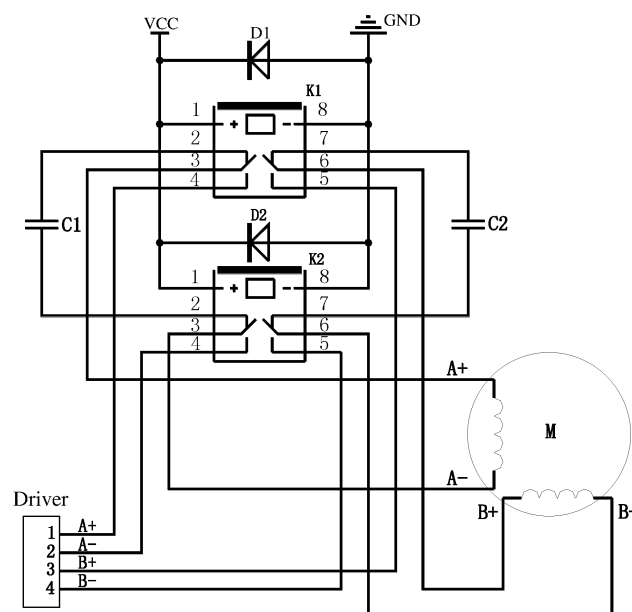 VCC
D1
GND
K1
1 + - 8
2 7
3 6
4 5
C1
C2
D2
K2
1 + - 8
2 7
3 6
4 5
A+
M
A-
B+ B-
Driver
1 A+
2 A-
3 B+
4 B-